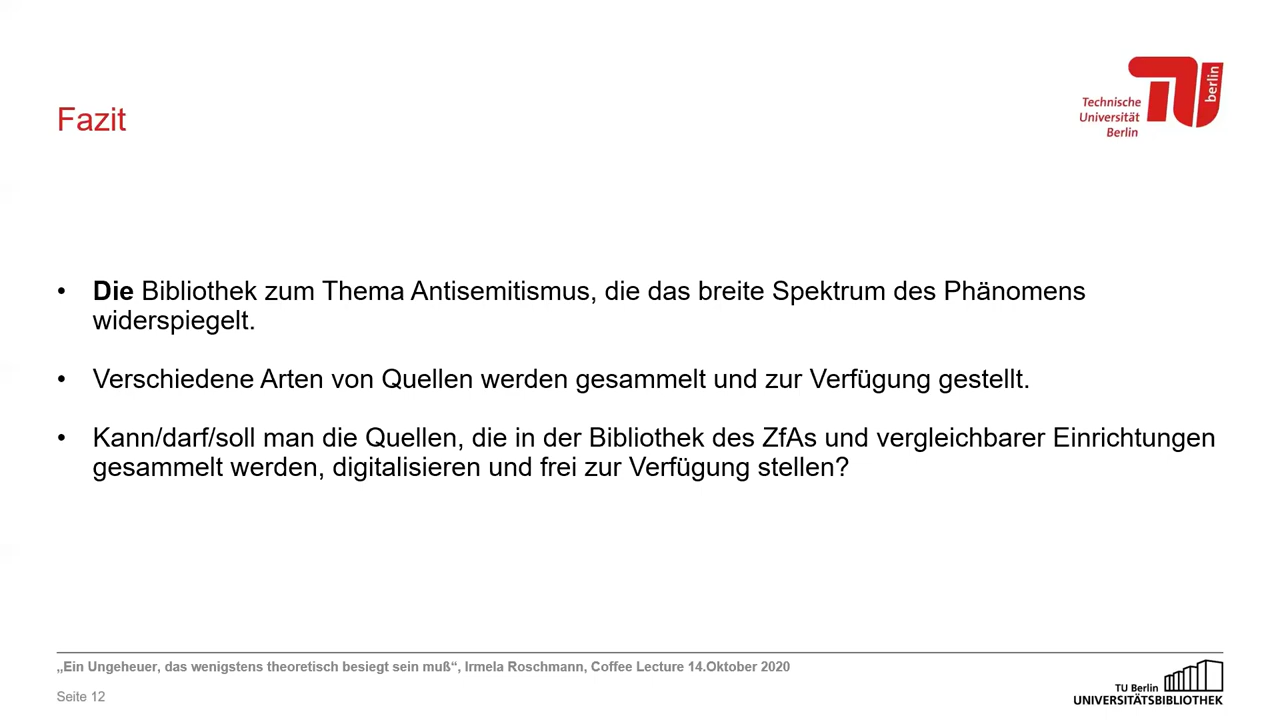 Fazit
Technische
Universität
Berlin
berlin
• Die Bibliothek zum Thema Antisemitismus, die das breite Spektrum des Phänomens
widerspiegelt.
• Verschiedene Arten von Quellen werden gesammelt und zur Verfügung gestellt.
• Kann/darf/soll man die Quellen, die in der Bibliothek des ZfAs und vergleichbarer Einrichtungen
gesammelt werden, digitalisieren und frei zur Verfügung stellen?
„Ein Ungeheuer, das wenigstens theoretisch besiegt sein muß“, Irmela Roschmann, Coffee Lecture 14.Oktober 2020
Seite 12
TU Berlin
UNIVERSITÄTSBIBLIOTHEK